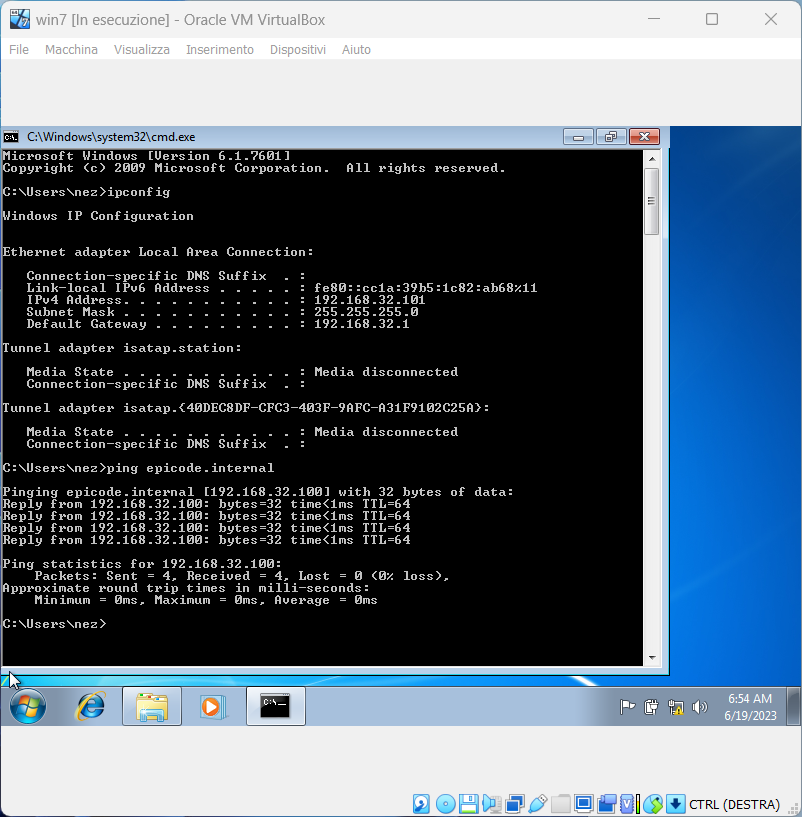 win7 [In esecuzione] - Oracle VM VirtualBox
File Macchina Visualizza Inserimento Dispositivi Aiuto
C:\Windows\system32\cmd.exe
Microsoft Windows [Version 6.1.7601]
Copyright (c) 2009 Microsoft Corporation.  All rights reserved.
C:\Users\nez>ipconfig
Windows IP Configuration
Ethernet adapter Local Area Connection:
   Connection-specific DNS Suffix  . :
   Link-local IPv6 Address . . . . . : fe80::cc1a:39b5:1c82:ab68%11
   IPv4 Address. . . . . . . . . . . : 192.168.32.101
   Subnet Mask . . . . . . . . . . . : 255.255.255.0
   Default Gateway . . . . . . . . . : 192.168.32.1
Tunnel adapter isatap.station:
   Media State . . . . . . . . . . . : Media disconnected
   Connection-specific DNS Suffix  . :
Tunnel adapter isatap.{40DEC8DF-CFC3-403F-9AFC-A31F9102C25A}:
   Media State . . . . . . . . . . . : Media disconnected
   Connection-specific DNS Suffix  . :
C:\Users\nez>ping epicode.internal
Pinging epicode.internal [192.168.32.100] with 32 bytes of data:
Reply from 192.168.32.100: bytes=32 time<1ms TTL=64
Reply from 192.168.32.100: bytes=32 time<1ms TTL=64
Reply from 192.168.32.100: bytes=32 time<1ms TTL=64
Reply from 192.168.32.100: bytes=32 time<1ms TTL=64
Ping statistics for 192.168.32.100:
    Packets: Sent = 4, Received = 4, Lost = 0 (0% loss),
Approximate round trip times in milli-seconds:
    Minimum = 0ms, Maximum = 0ms, Average = 0ms
C:\Users\nez>
6:54 AM
6/19/2023
CTRL (DESTRA)